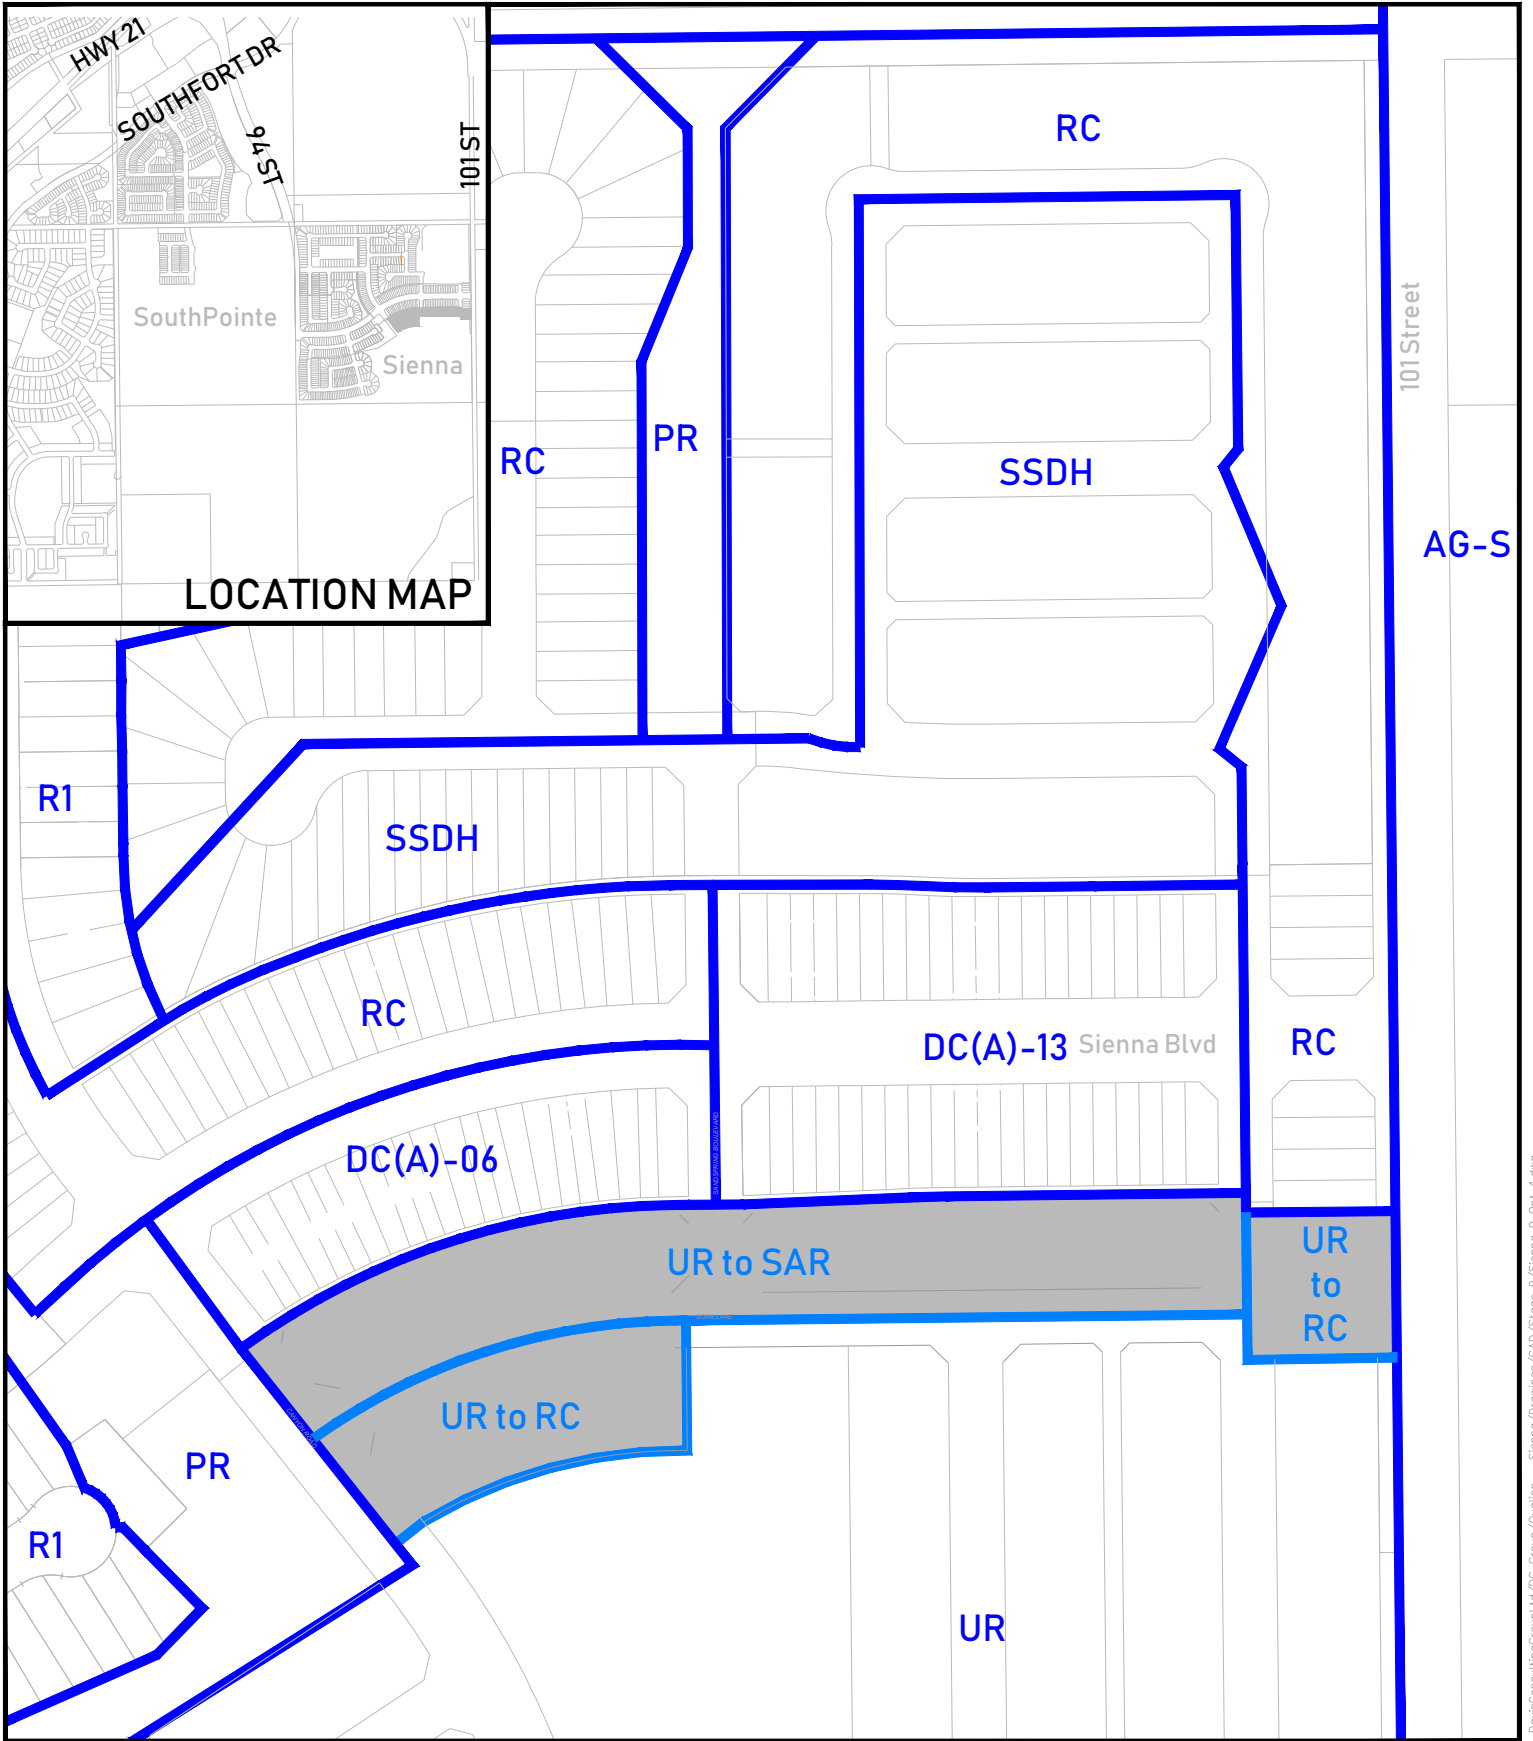 HWY 21
SOUTHFORT DR
94 ST
101 ST
SouthPointe
Sienna
LOCATION MAP
RC
101 Street
PR
RC
SSDH
AG-S
R1
SSDH
RC
DC(A)-13
Sienna Blvd
RC
SANDSPRING BOULEVARD
DC(A)-06
UR to SAR
UR
to
RC
UR to RC
PR
R1
UR